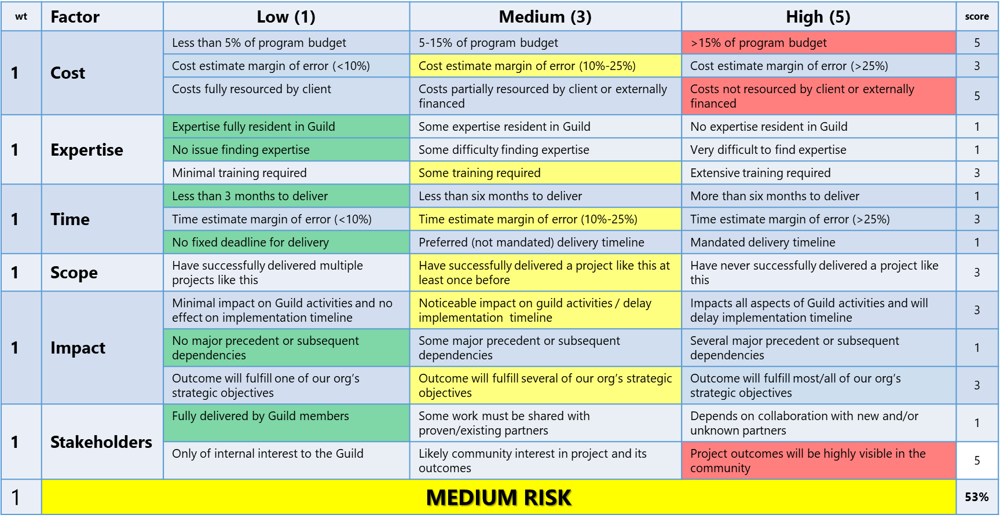 wt Factor Low (1) Medium (3) High (5) score
1 Cost
Less than 5% of program budget 5-15% of program budget >15% of program budget 5
Cost estimate margin of error (<10%) Cost estimate margin of error (10%-25%) Cost estimate margin of error (>25%) 3
Costs fully resourced by client Costs partially resourced by client or externally Costs not resourced by client or externally 5
financed financed
1 Expertise
Expertise fully resident in Guild Some expertise resident in Guild No expertise resident in Guild 1
No issue finding expertise Some difficulty finding expertise Very difficult to find expertise 1
Minimal training required Some training required Extensive training required 3
1 Time
Less than 3 months to deliver Less than six months to deliver More than six months to deliver 1
Time estimate margin of error (<10%) Time estimate margin of error (10%-25%) Time estimate margin of error (>25%) 3
No fixed deadline for delivery Preferred (not mandated) delivery timeline Mandated delivery timeline 1
1 Scope
Have successfully delivered multiple Have successfully delivered a project like this at Have never successfully delivered a project like 3
projects like this least once before this
1 Impact
Minimal impact on Guild activities and no Noticeable impact on guild activities / delay Impacts all aspects of Guild activities and will 3
effect on implementation timeline implementation timeline delay implementation timeline
No major precedent or subsequent Some major precedent or subsequent Several major precedent or subsequent 1
dependencies dependencies dependencies
Outcome will fulfill one of our org’s Outcome will fulfill several of our org’s strategic Outcome will fulfill most/all of our org’s 3
strategic objectives objectives strategic objectives
1 Stakeholders
Fully delivered by Guild members Some work must be shared with Depends on collaboration with new and/or 1
proven/existing partners unknown partners
Only of internal interest to the Guild Likely community interest in project and its Project outcomes will be highly visible in the 5
outcomes community
1 MEDIUM RISK 53%